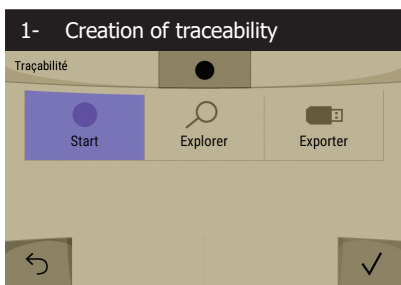 1- Creation of traceability
Traçabilité
Start Explorer Exporter